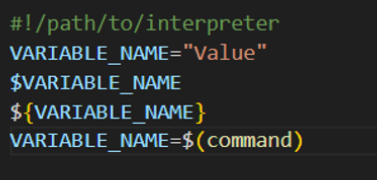 #!/path/to/interpreter
VARIABLE_NAME="Value"
$VARIABLE_NAME
${VARIABLE_NAME}
VARIABLE_NAME=$(command)